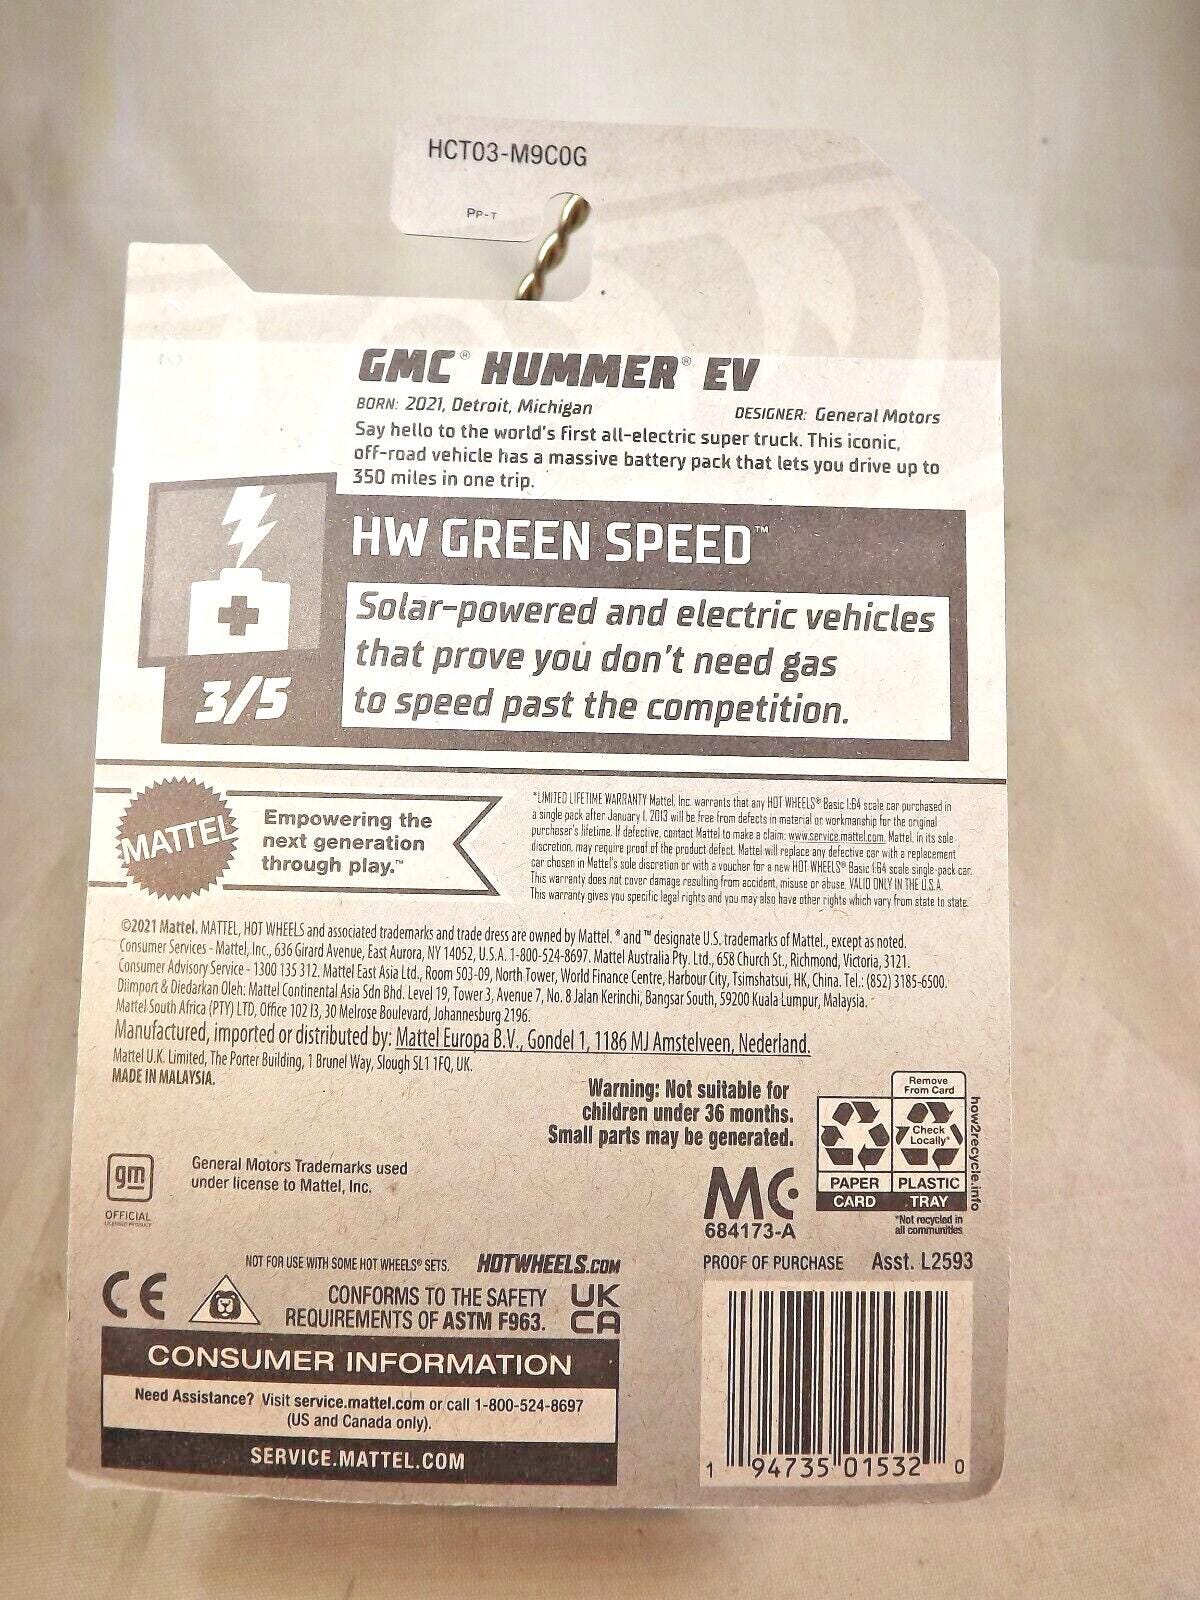 HCT03-M9C0G
PP-T
GMC® HUMMER® EV
BORN: 2021, Detroit, Michigan
DESIGNER: General Motors
Say hello to the world's first all-electric super truck. This iconic,
off-road vehicle has a massive battery pack that lets you drive up to
350 miles in one trip.
HW GREEN SPEED™
Solar-powered and electric vehicles
that prove you don't need gas
to speed past the competition.
3/5
MATTEL
Empowering the
next generation
through play.™
*LIMITED LIFETIME WARRANTY Mattel, Inc. warrants that any HOT WHEELS® Basic 1:64 scale car purchased in
a single pack after January 1, 2013 will be free from defects in material or workmanship for the original
purchaser's lifetime. If defective, contact Mattel to make a claim: www.service.mattel.com. Mattel, in its sole
discretion, may require proof of the product defect. Mattel will replace any defective car with a replacement
car chosen in Mattel's sole discretion or with a voucher for a new HOT WHEELS® Basic 1:64 scale single-pack car.
This warranty does not cover damage resulting from accident, misuse or abuse. VALID ONLY IN THE U.S.A.
This warranty gives you specific legal rights and you may also have other rights which vary from state to state.
©2021 Mattel. MATTEL, HOT WHEELS and associated trademarks and trade dress are owned by Mattel. ® and ™ designate U.S. trademarks of Mattel, except as noted.
Consumer Services - Mattel, Inc., 636 Girard Avenue, East Aurora, NY 14052, U.S.A. 1-800-524-8697. Mattel Australia Pty. Ltd., 658 Church St., Richmond, Victoria, 3121.
Consumer Advisory Service - 1300 135 312. Mattel East Asia Ltd., Room 503-09, North Tower, World Finance Centre, Harbour City, Tsimshatsui, HK, China. Tel.: (852) 3185-6500.
Diimport & Diedarkan Oleh: Mattel Continental Asia Sdn Bhd. Level 19, Tower 3, Avenue 7, No. 8 Jalan Kerinchi, Bangsar South, 59200 Kuala Lumpur, Malaysia.
Mattel South Africa (PTY) LTD, Office 102 I3, 30 Melrose Boulevard, Johannesburg 2196.
Manufactured, imported or distributed by: Mattel Europa B.V., Gondel 1, 1186 MJ Amstelveen, Nederland.
Mattel U.K. Limited, The Porter Building, 1 Brunel Way, Slough SL1 1FQ, UK.
MADE IN MALAYSIA.
Warning: Not suitable for
children under 36 months.
Small parts may be generated.
Remove
From Card
Check
Locally*
PAPER
CARD
PLASTIC
TRAY
how2recycle.info
*Not recycled in
all communities
gm
OFFICIAL
LICENSED PRODUCT
General Motors Trademarks used
under license to Mattel, Inc.
MC
684173-A
NOT FOR USE WITH SOME HOT WHEELS® SETS.
HOTWHEELS.COM
PROOF OF PURCHASE
Asst. L2593
CE
CONFORMS TO THE SAFETY
REQUIREMENTS OF ASTM F963.
UK
CA
CONSUMER INFORMATION
Need Assistance? Visit service.mattel.com or call 1-800-524-8697
(US and Canada only).
SERVICE.MATTEL.COM
1 94735 01532 0